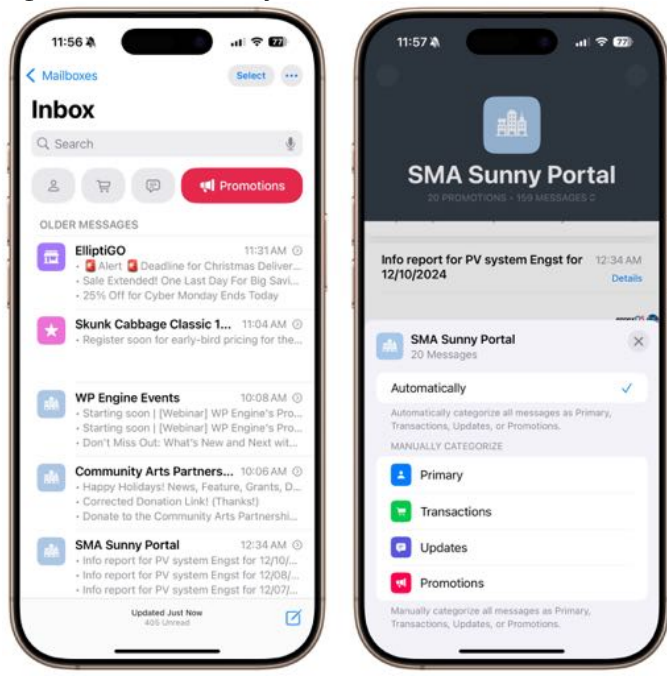 11:56
77
Mailboxes
Select
Inbox
Search
Promotions
OLDER MESSAGES
ElliptiGO 11:31 AM
• 🚨 Alert 🚨 Deadline for Christmas Deliver...
• Sale Extended! One Last Day For Big Savi...
• 25% Off for Cyber Monday Ends Today
Skunk Cabbage Classic 1... 11:04 AM
• Register soon for early-bird pricing for the...
WP Engine Events 10:08 AM
• Starting soon | [Webinar] WP Engine's Pro...
• Starting soon | [Webinar] WP Engine's Pro...
• Don't Miss Out: What's New and Next wit...
Community Arts Partners... 10:06 AM
• Happy Holidays! News, Feature, Grants, D...
• Corrected Donation Link! (Thanks!)
• Donate to the Community Arts Partnershi...
SMA Sunny Portal 12:34 AM
• Info report for PV system Engst for 12/10/...
• Info report for PV system Engst for 12/08/...
• Info report for PV system Engst for 12/07/...
Updated Just Now
405 Unread
11:57
77
SMA Sunny Portal
20 PROMOTIONS • 159 MESSAGES
Info report for PV system Engst for 12:34 AM
12/10/2024 Details
SMA Sunny Portal
20 Messages
Automatically
Automatically categorize all messages as Primary,
Transactions, Updates, or Promotions.
MANUALLY CATEGORIZE
Primary
Transactions
Updates
Promotions
Manually categorize all messages as Primary,
Transactions, Updates, or Promotions.